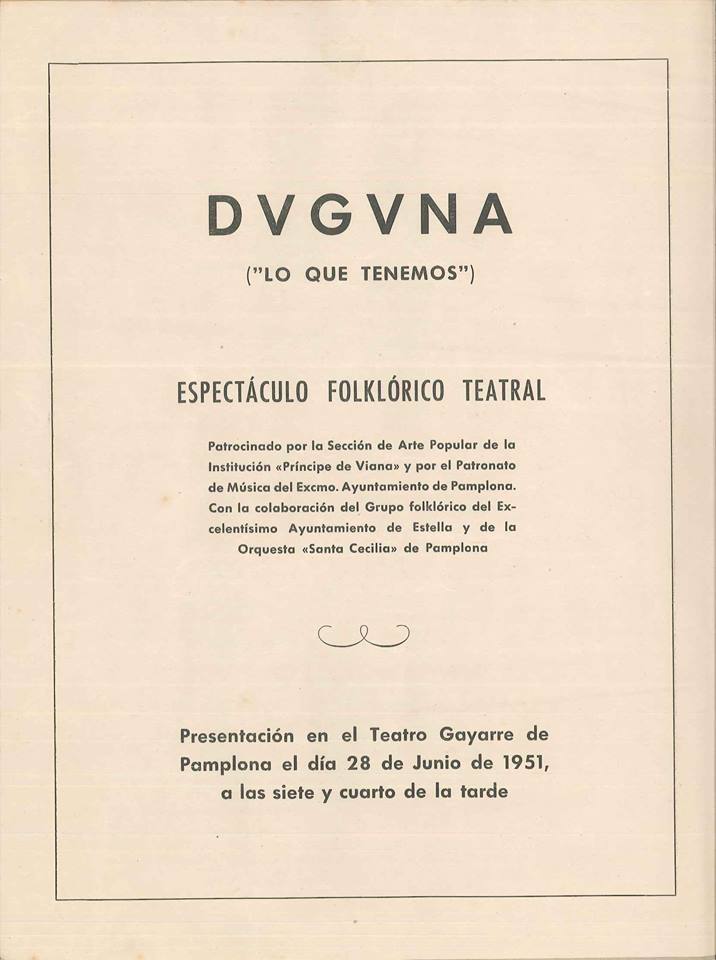 DVGVNA
("LO QUE TENEMOS")
ESPECTÁCULO FOLKLÓRICO TEATRAL
Patrocinado por la Sección de Arte Popular de la
Institución «Príncipe de Viana» y por el Patronato
de Música del Excmo. Ayuntamiento de Pamplona.
Con la colaboración del Grupo folklórico del Ex-
celentísimo Ayuntamiento de Estella y de la
Orquesta «Santa Cecilia» de Pamplona
Presentación en el Teatro Gayarre de
Pamplona el día 28 de Junio de 1951,
a las siete y cuarto de la tarde